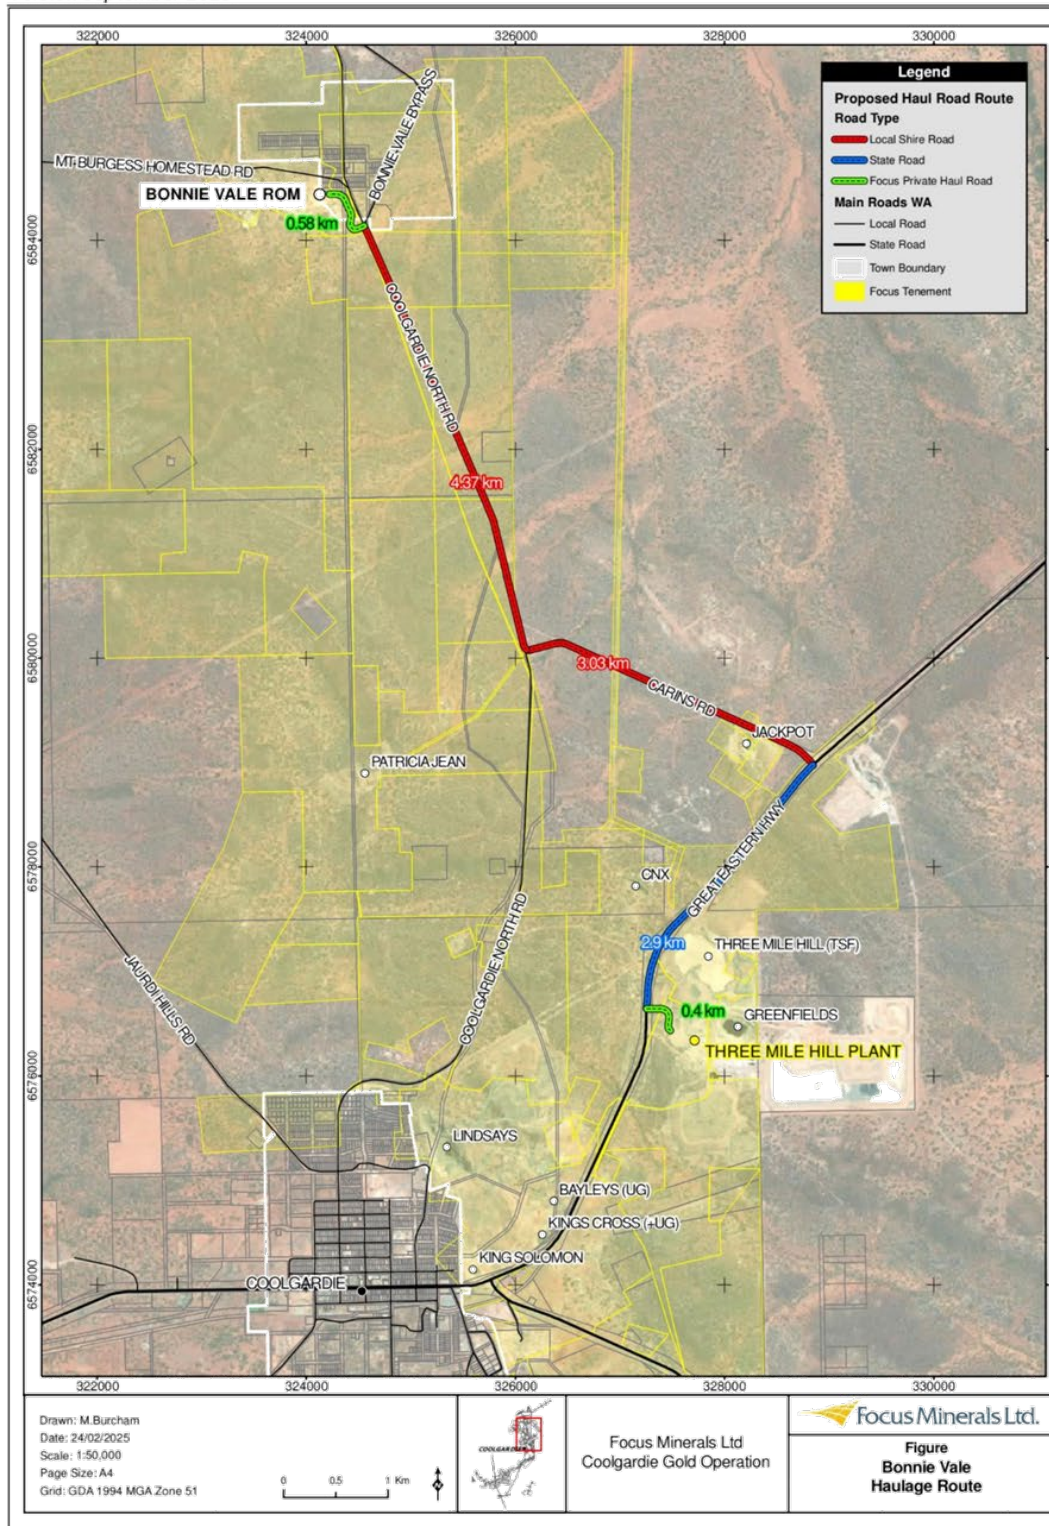 322000 324000 326000 328000 330000
Legend
Proposed Haul Road Route
Road Type
Local Shire Road
State Road
Focus Private Haul Road
Main Roads WA
Local Road
State Road
Town Boundary
Focus Tenement
BONNIE VALE BYPASS
MT BURGESS HOMESTEAD RD
BONNIE VALE ROM
0.58 km
6584000
COOLGARDIE NORTH RD
6582000
4.37 km
6580000
3.03 km
CARINS RD
JACKPOT
PATRICIA JEAN
GREAT EASTERN HWY
6578000
CNX
COOLGARDIE NORTH RD
2.9 km
THREE MILE HILL (TSF)
JAURDI HILLS RD
0.4 km
GREENFIELDS
THREE MILE HILL PLANT
6576000
LINDSAYS
BAYLEYS (UG)
KINGS CROSS (+UG)
KING SOLOMON
COOLGARDIE
6574000
322000 324000 326000 328000 330000
Drawn: M.Burcham
Date: 24/02/2025
Scale: 1:50,000
Page Size: A4
Grid: GDA 1994 MGA Zone 51
0 0.5 1 Km
N
COOLGARDIE
Focus Minerals Ltd
Coolgardie Gold Operation
Focus Minerals Ltd.
Figure
Bonnie Vale
Haulage Route